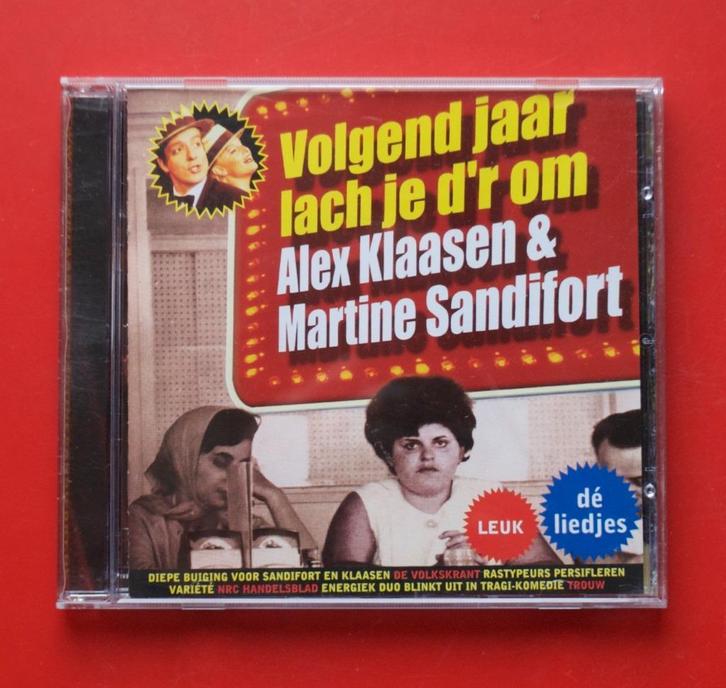 Volgend jaar
lach je d'r om
Alex Klaasen &
Martine Sandifort
LEUK
dé
liedjes
DIEPE BUIGING VOOR SANDIFORT EN KLAASEN DE VOLKSKRANT RASTYPEURS PERSIFLEREN
VARIÉTÉ NRC HANDELSBLAD ENERGIEK DUO BLINKT UIT IN TRAGI-KOMEDIE TROUW